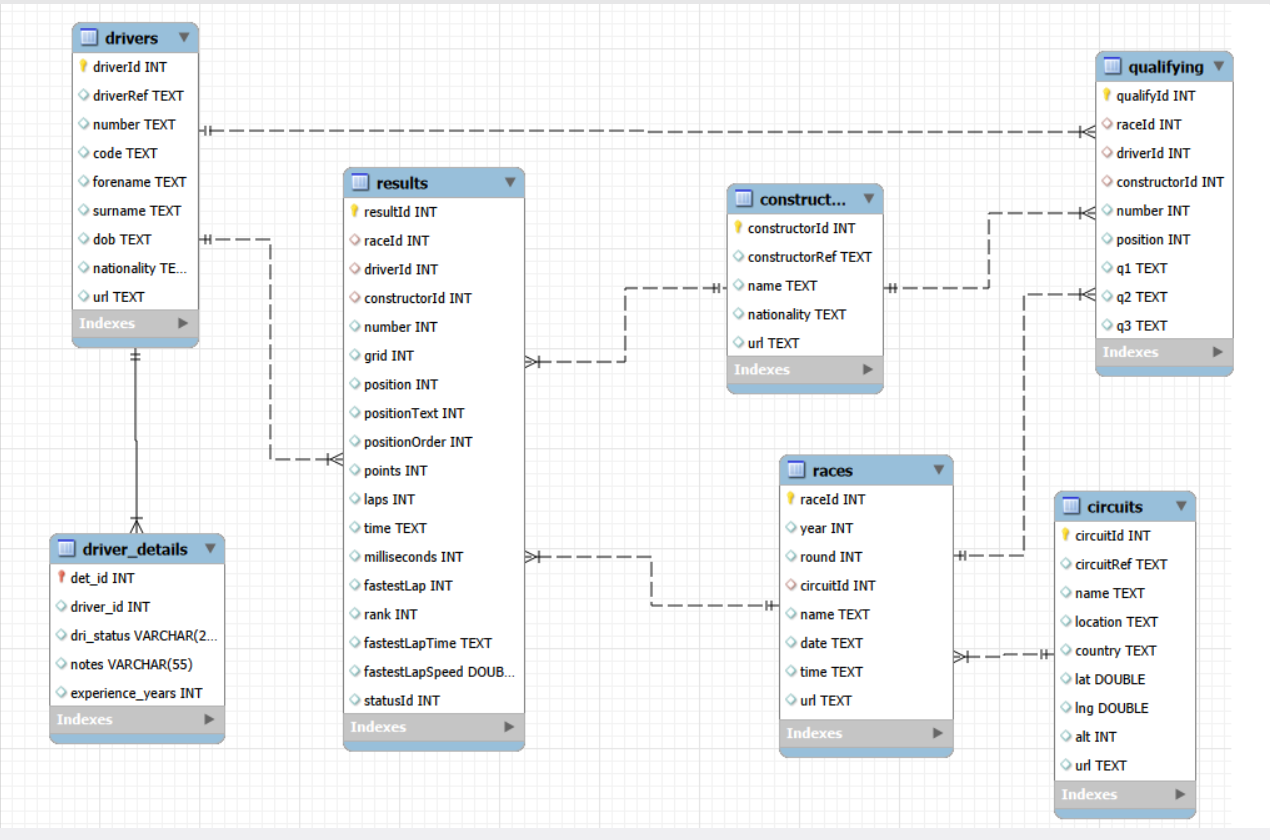 drivers
driverId INT
driverRef TEXT
number TEXT
code TEXT
forename TEXT
surname TEXT
dob TEXT
nationality TE...
url TEXT
Indexes
driver_details
det_id INT
driver_id INT
dri_status VARCHAR(2...
notes VARCHAR(55)
experience_years INT
Indexes
results
resultId INT
raceId INT
driverId INT
constructorId INT
number INT
grid INT
position INT
positionText INT
positionOrder INT
points INT
laps INT
time TEXT
milliseconds INT
fastestLap INT
rank INT
fastestLapTime TEXT
fastestLapSpeed DOUB...
statusId INT
Indexes
construct...
constructorId INT
constructorRef TEXT
name TEXT
nationality TEXT
url TEXT
Indexes
races
raceId INT
year INT
round INT
circuitId INT
name TEXT
date TEXT
time TEXT
url TEXT
Indexes
qualifying
qualifyId INT
raceId INT
driverId INT
constructorId INT
number INT
position INT
q1 TEXT
q2 TEXT
q3 TEXT
Indexes
circuits
circuitId INT
circuitRef TEXT
name TEXT
location TEXT
country TEXT
lat DOUBLE
lng DOUBLE
alt INT
url TEXT
Indexes